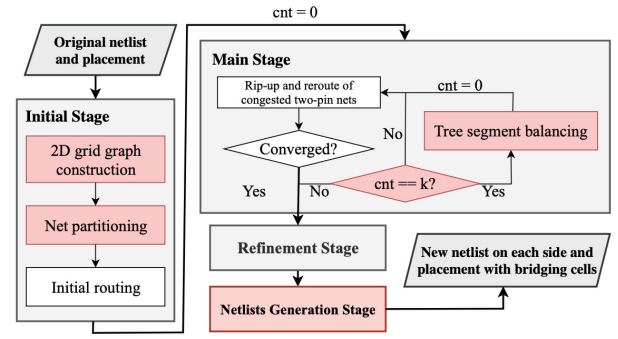 cnt = 0
Original netlist
and placement
Initial Stage
2D grid graph
construction
Net partitioning
Initial routing
Main Stage
Rip-up and reroute of
congested two-pin nets
cnt = 0
Converged?
No
Tree segment balancing
cnt == k?
Yes
No
Yes
Refinement Stage
Netlists Generation Stage
New netlist on each side and
placement with bridging cells